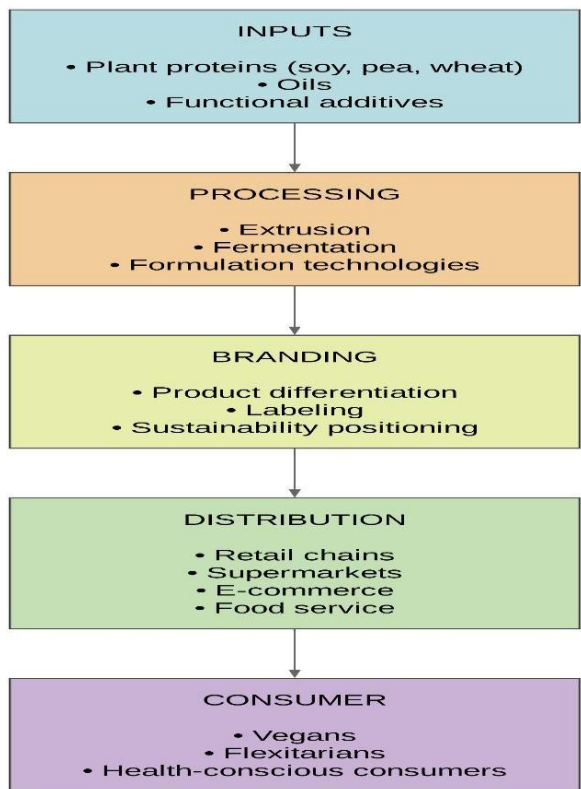 INPUTS
• Plant proteins (soy, pea, wheat)
• Oils
• Functional additives
PROCESSING
• Extrusion
• Fermentation
• Formulation technologies
BRANDING
• Product differentiation
• Labeling
• Sustainability positioning
DISTRIBUTION
• Retail chains
• Supermarkets
• E-commerce
• Food service
CONSUMER
• Vegans
• Flexitarians
• Health-conscious consumers